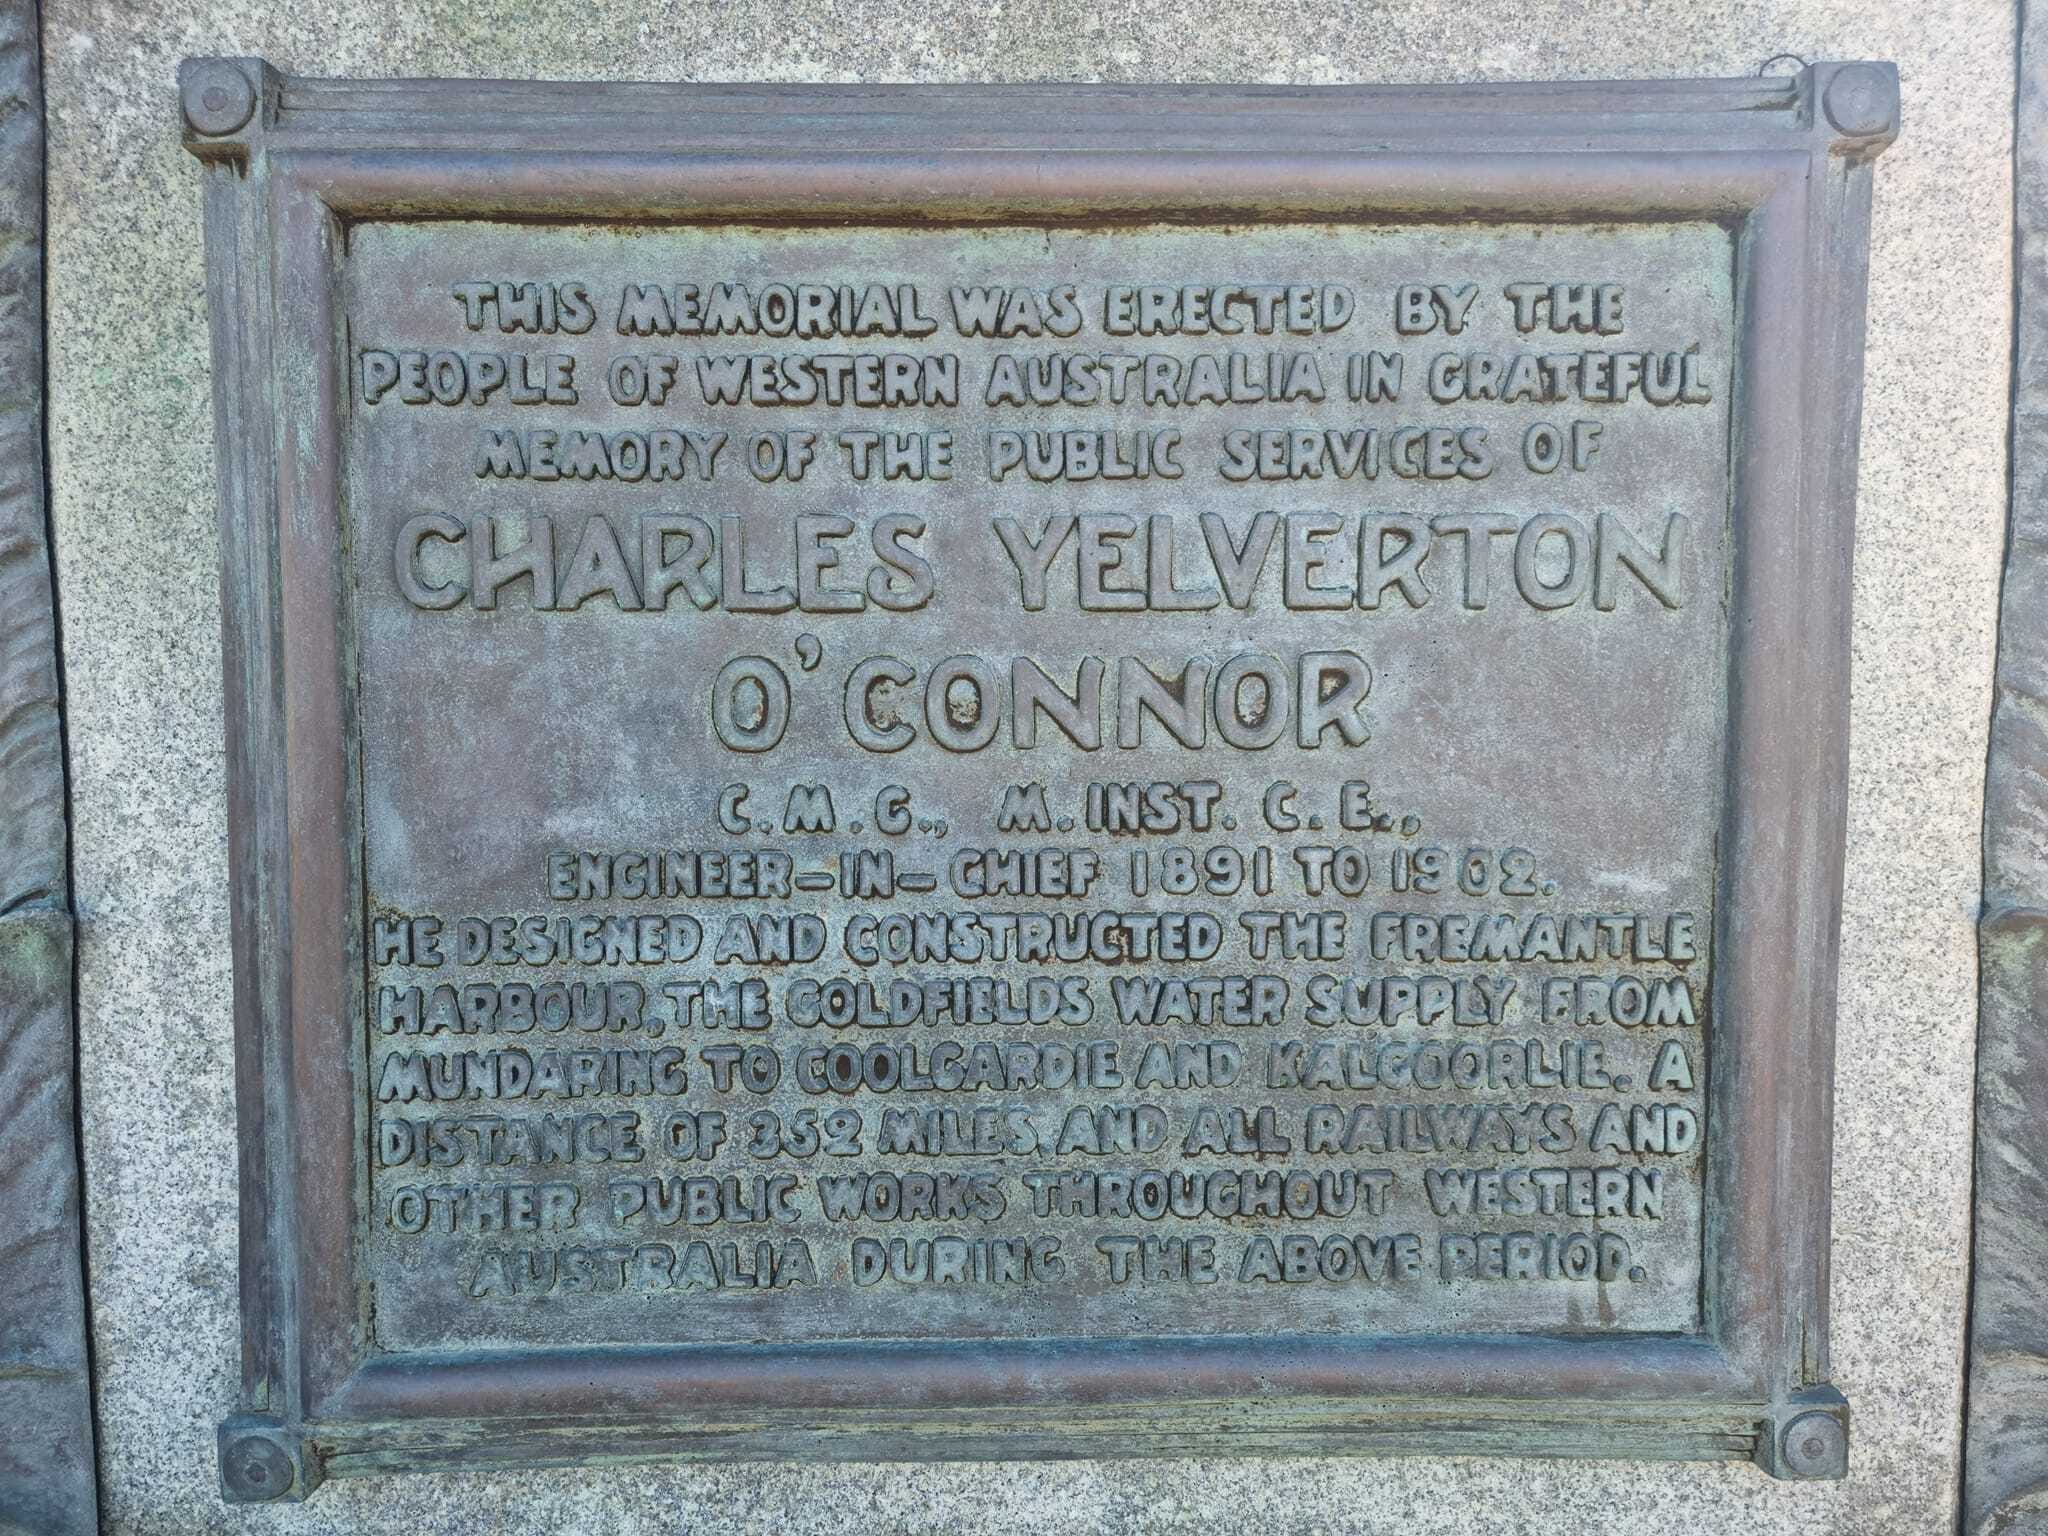 THIS MEMORIAL WAS ERECTED BY THE
PEOPLE OF WESTERN AUSTRALIA IN GRATEFUL
MEMORY OF THE PUBLIC SERVICES OF
CHARLES YELVERTON
O'CONNOR
C.M.G., M.INST. C.E.,
ENGINEER-IN-CHIEF 1891 TO 1902.
HE DESIGNED AND CONSTRUCTED THE FREMANTLE
HARBOUR, THE GOLDFIELDS WATER SUPPLY FROM
MUNDARING TO COOLGARDIE AND KALGOORLIE. A
DISTANCE OF 352 MILES, AND ALL RAILWAYS AND
OTHER PUBLIC WORKS THROUGHOUT WESTERN
AUSTRALIA DURING THE ABOVE PERIOD.